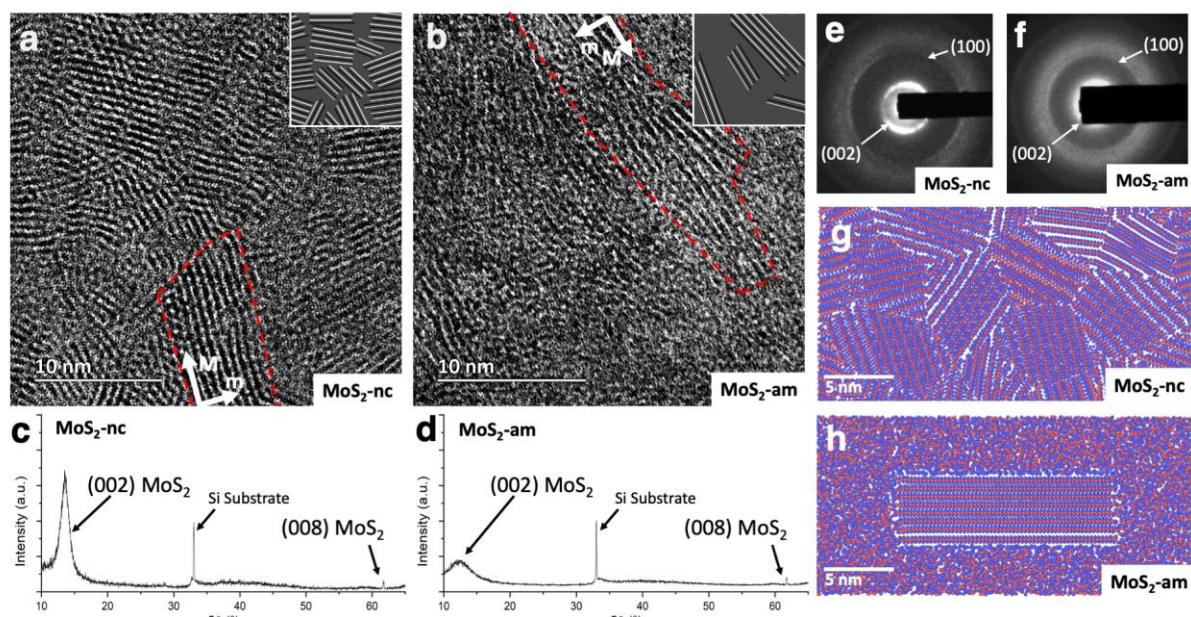 a
M
m
10 nm
MoS₂-nc
b
m
M
10 nm
MoS₂-am
c
MoS₂-nc
Intensity (a.u.)
(002) MoS₂
Si Substrate
(008) MoS₂
10 20 30 40 50 60
d
MoS₂-am
Intensity (a.u.)
(002) MoS₂
Si Substrate
(008) MoS₂
10 20 30 40 50 60
e
(100)
(002)
MoS₂-nc
f
(100)
(002)
MoS₂-am
g
5 nm
MoS₂-nc
h
5 nm
MoS₂-am